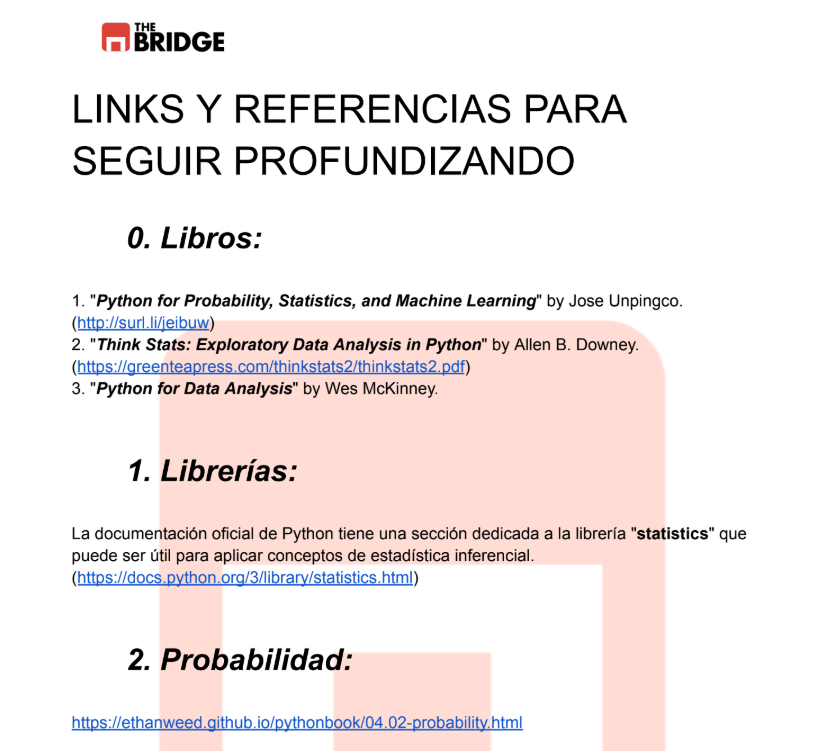 THE
BRIDGE
LINKS Y REFERENCIAS PARA
SEGUIR PROFUNDIZANDO
0. Libros:
1. "Python for Probability, Statistics, and Machine Learning" by Jose Unpingco.
(http://surl.li/jeibuw)
2. "Think Stats: Exploratory Data Analysis in Python" by Allen B. Downey.
(https://greenteapress.com/thinkstats2/thinkstats2.pdf)
3. "Python for Data Analysis" by Wes McKinney.
1. Librerías:
La documentación oficial de Python tiene una sección dedicada a la librería "statistics" que
puede ser útil para aplicar conceptos de estadística inferencial.
(https://docs.python.org/3/library/statistics.html)
2. Probabilidad:
https://ethanweed.github.io/pythonbook/04.02-probability.html